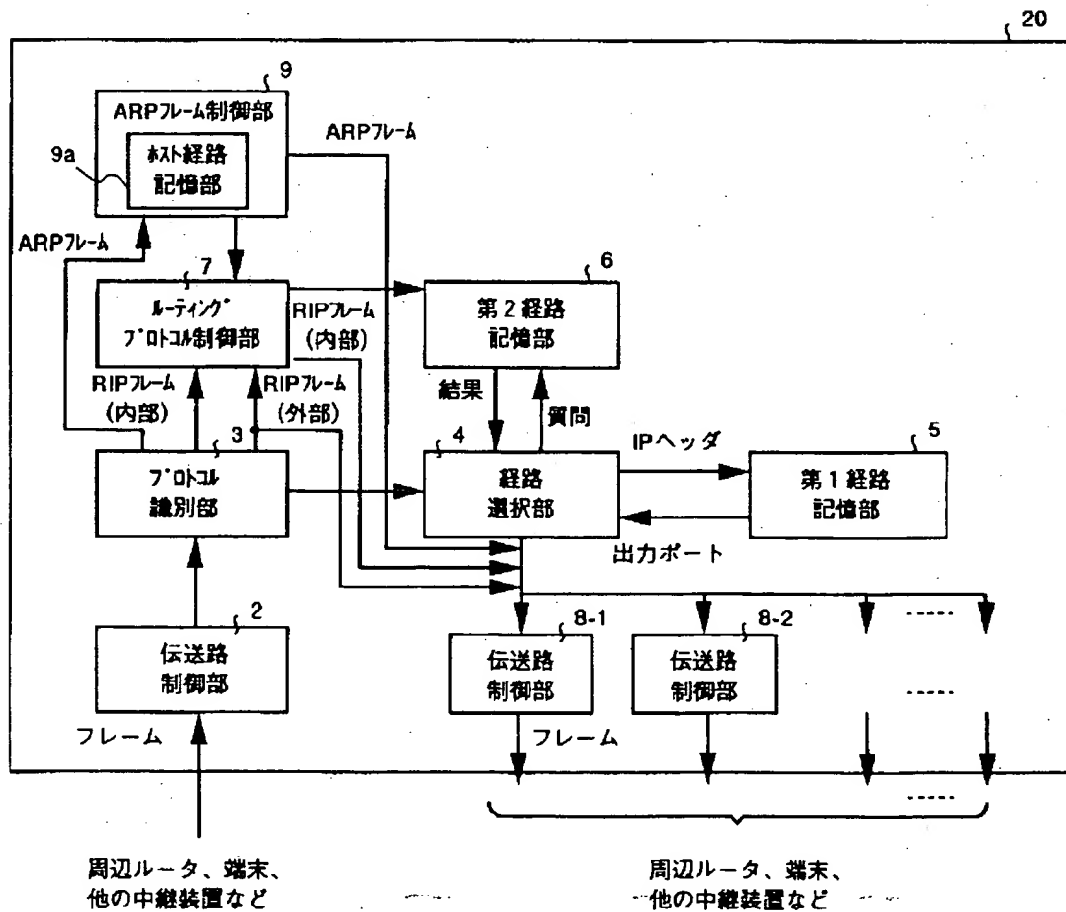 20
9
ARPフレーム制御部
9a
ホスト経路
記憶部
ARPフレーム
ARPフレーム
7
ルーティング
プロトコル制御部
RIPフレーム
(内部)
6
第2経路
記憶部
RIPフレーム
(内部)
RIPフレーム
(外部)
結果
質問
3
プロトコル
識別部
4
経路
選択部
IPヘッダ
5
第1経路
記憶部
出力ポート
2
伝送路
制御部
8-1
伝送路
制御部
8-2
伝送路
制御部
フレーム
フレーム
周辺ルータ、端末、
他の中継装置など
周辺ルータ、端末、
他の中継装置など